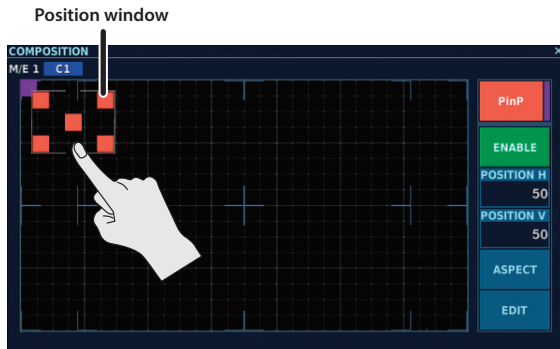 Position window
COMPOSITION ×
M/E 1 C1
PinP
ENABLE
POSITION H
50
POSITION V
50
ASPECT
EDIT